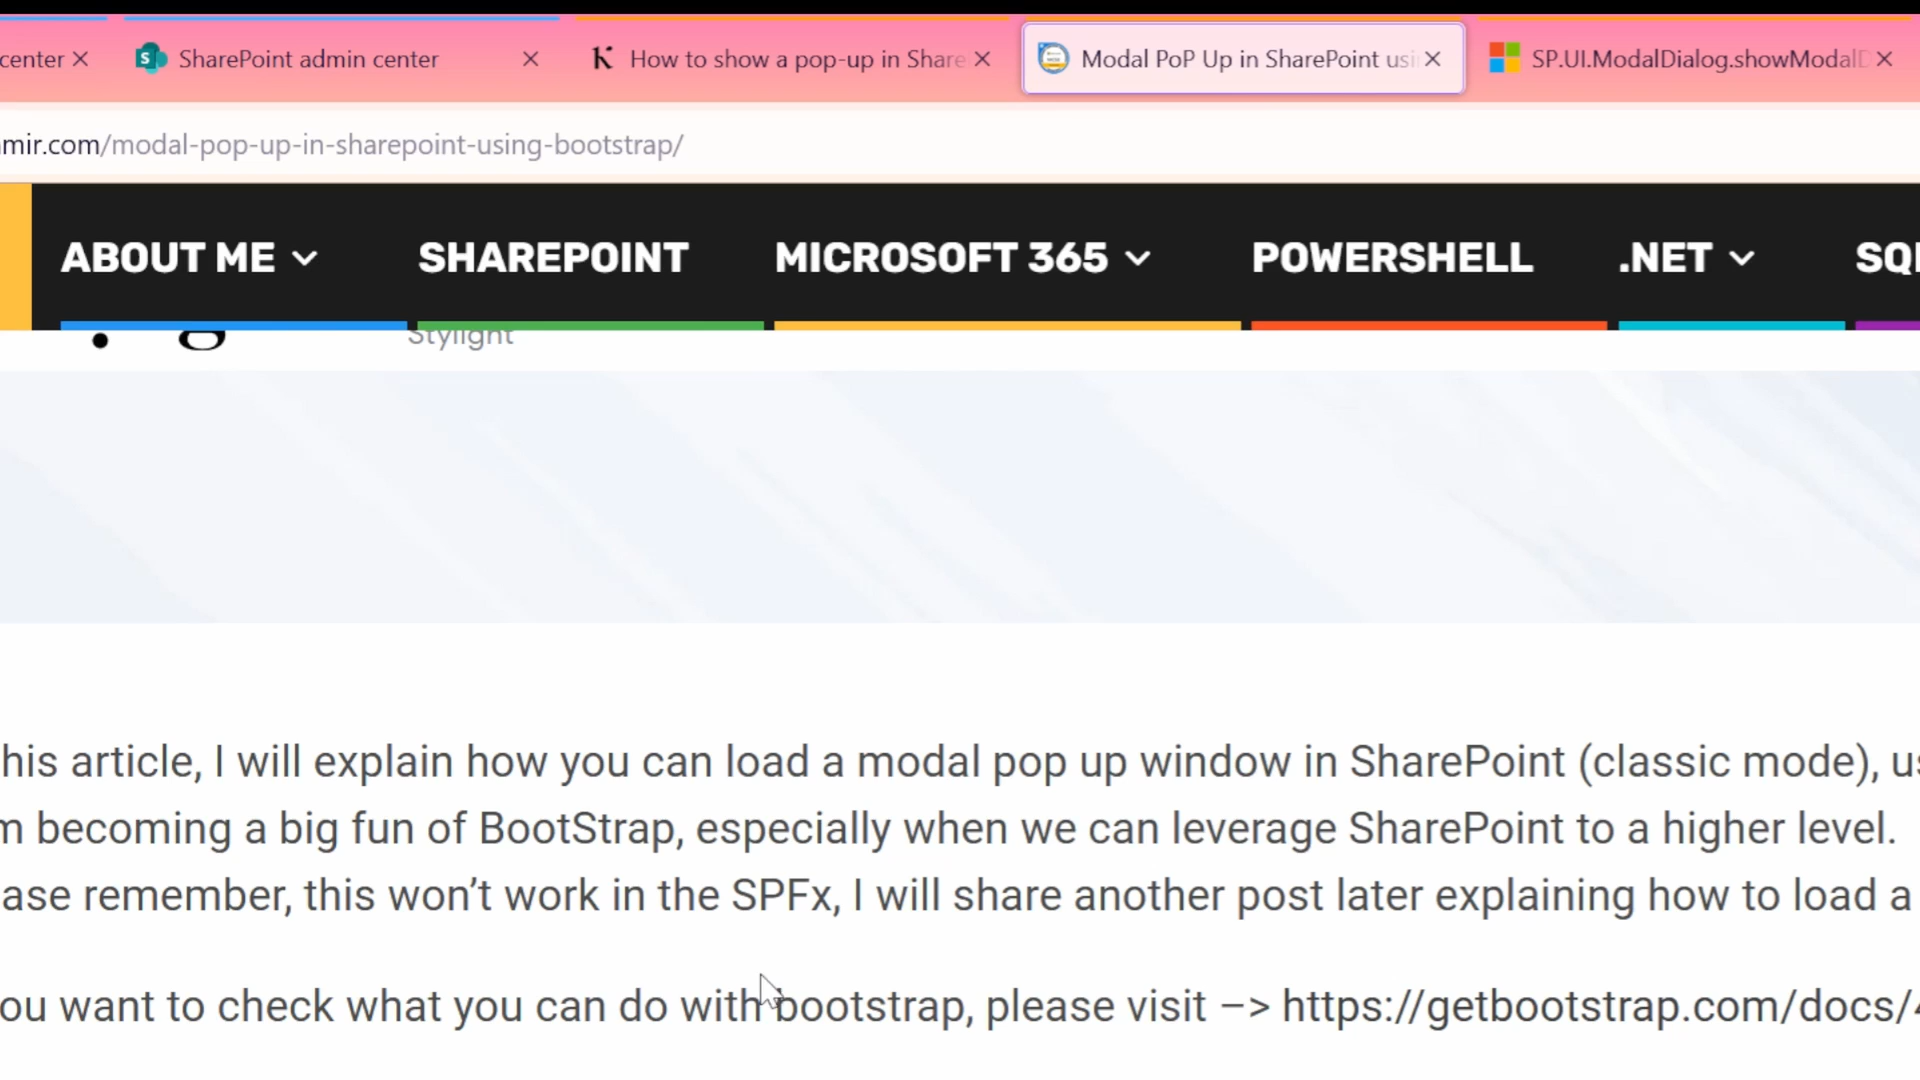 center
SharePoint admin center
How to show a pop-up in Share
Modal PoP Up in SharePoint usi
SP.UI.ModalDialog.showModalD
mir.com/modal-pop-up-in-sharepoint-using-bootstrap/
ABOUT ME
SHAREPOINT
MICROSOFT 365
POWERSHELL
.NET
Stylight
his article, I will explain how you can load a modal pop up window in SharePoint (classic mode), us
m becoming a big fun of BootStrap, especially when we can leverage SharePoint to a higher level.
ase remember, this won’t work in the SPFx, I will share another post later explaining how to load a
ou want to check what you can do with bootstrap, please visit –> https://getbootstrap.com/docs/4